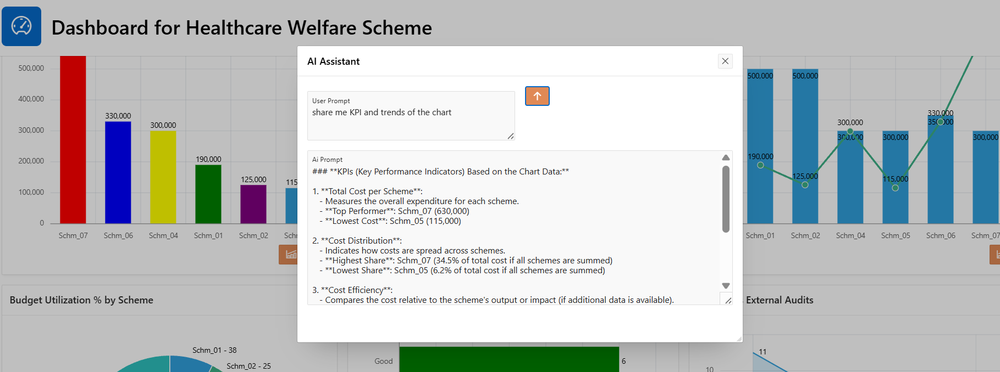 Dashboard for Healthcare Welfare Scheme
500,000
400,000
300,000
200,000
100,000
0
330,000
300,000
190,000
125,000
115
Schm_07
Schm_06
Schm_04
Schm_01
Schm_02
Sch
AI Assistant
User Prompt
share me KPI and trends of the chart
Ai Prompt
### **KPIs (Key Performance Indicators) Based on the Chart Data:**
1. **Total Cost per Scheme**:
- Measures the overall expenditure for each scheme.
- **Top Performer**: Schm_07 (630,000)
- **Lowest Cost**: Schm_05 (115,000)
2. **Cost Distribution**:
- Indicates how costs are spread across schemes.
- **Highest Share**: Schm_07 (34.5% of total cost if all schemes are summed)
- **Lowest Share**: Schm_05 (6.2% of total cost if all schemes are summed)
3. **Cost Efficiency**:
- Compares the cost relative to the scheme's output or impact (if additional data is available).
500,000
500,000
300,000
300,000
300,000
330,000
350,000
300,000
190,000
125,000
115,000
Schm_01
Schm_02
Schm_04
Schm_05
Schm_06
Schm_07
Budget Utilization % by Scheme
Schm_01 - 38
Schm_02 - 25
Good
6
External Audits
11
10